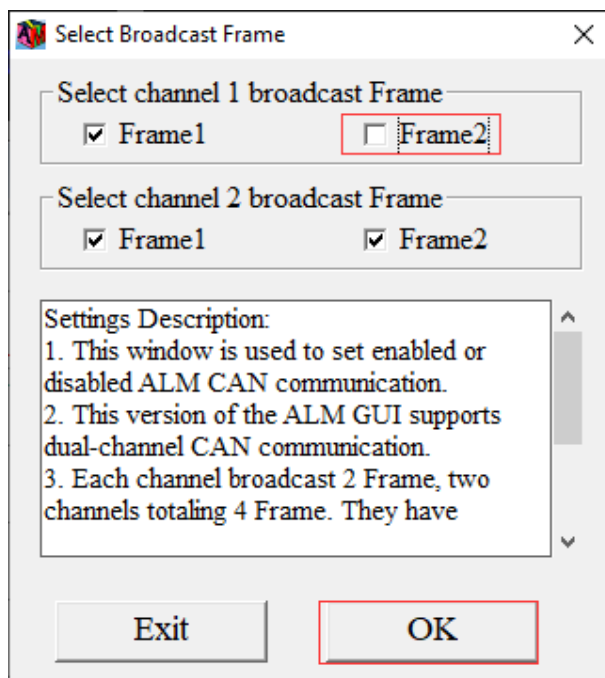 Select Broadcast Frame
Select channel 1 broadcast Frame
Frame1 Frame2
Select channel 2 broadcast Frame
Frame1 Frame2
Settings Description:
1. This window is used to set enabled or
disabled ALM CAN communication.
2. This version of the ALM GUI supports
dual-channel CAN communication.
3. Each channel broadcast 2 Frame, two
channels totaling 4 Frame. They have
Exit OK